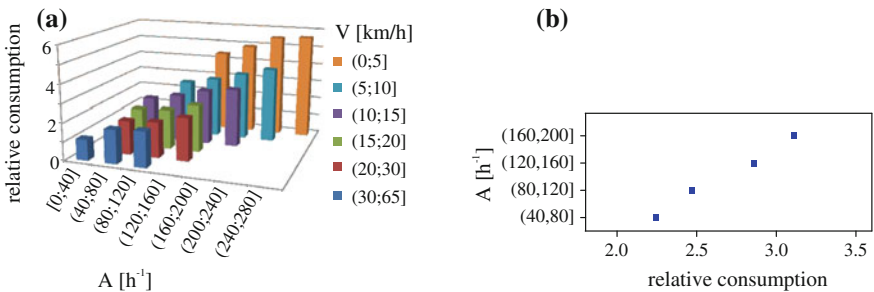 (a)
relative consumption
6
4
2
0
[0;40]
(40;80]
(80;120]
(120;160]
(160;200]
(200;240]
(240;280]
A [h⁻¹]
V [km/h]
(0;5]
(5;10]
(10;15]
(15;20]
(20;30]
(30;65]
(b)
A [h⁻¹]
(160,200]
(120,160]
(80,120]
(40,80]
2.0 2.5 3.0 3.5
relative consumption